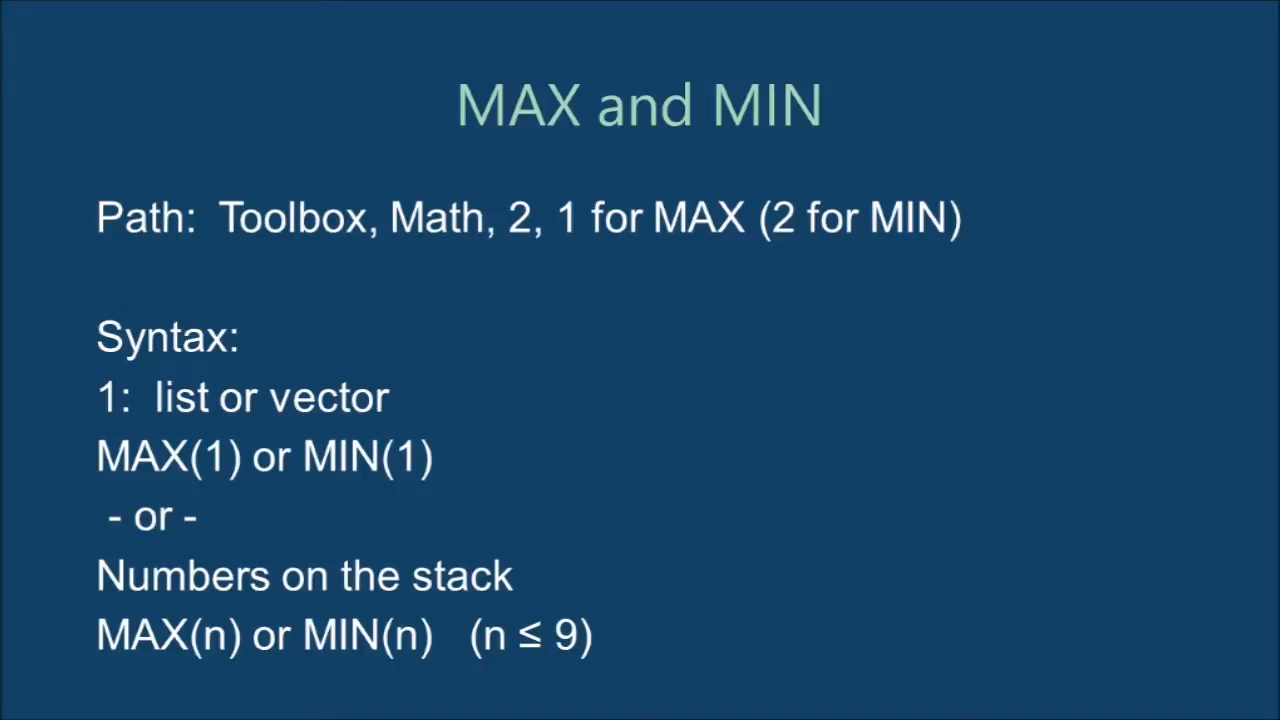 MAX and MIN
Path:  Toolbox, Math, 2, 1 for MAX (2 for MIN)
Syntax:
1:  list or vector
MAX(1) or MIN(1)
- or -
Numbers on the stack
MAX(n) or MIN(n)   (n ≤ 9)